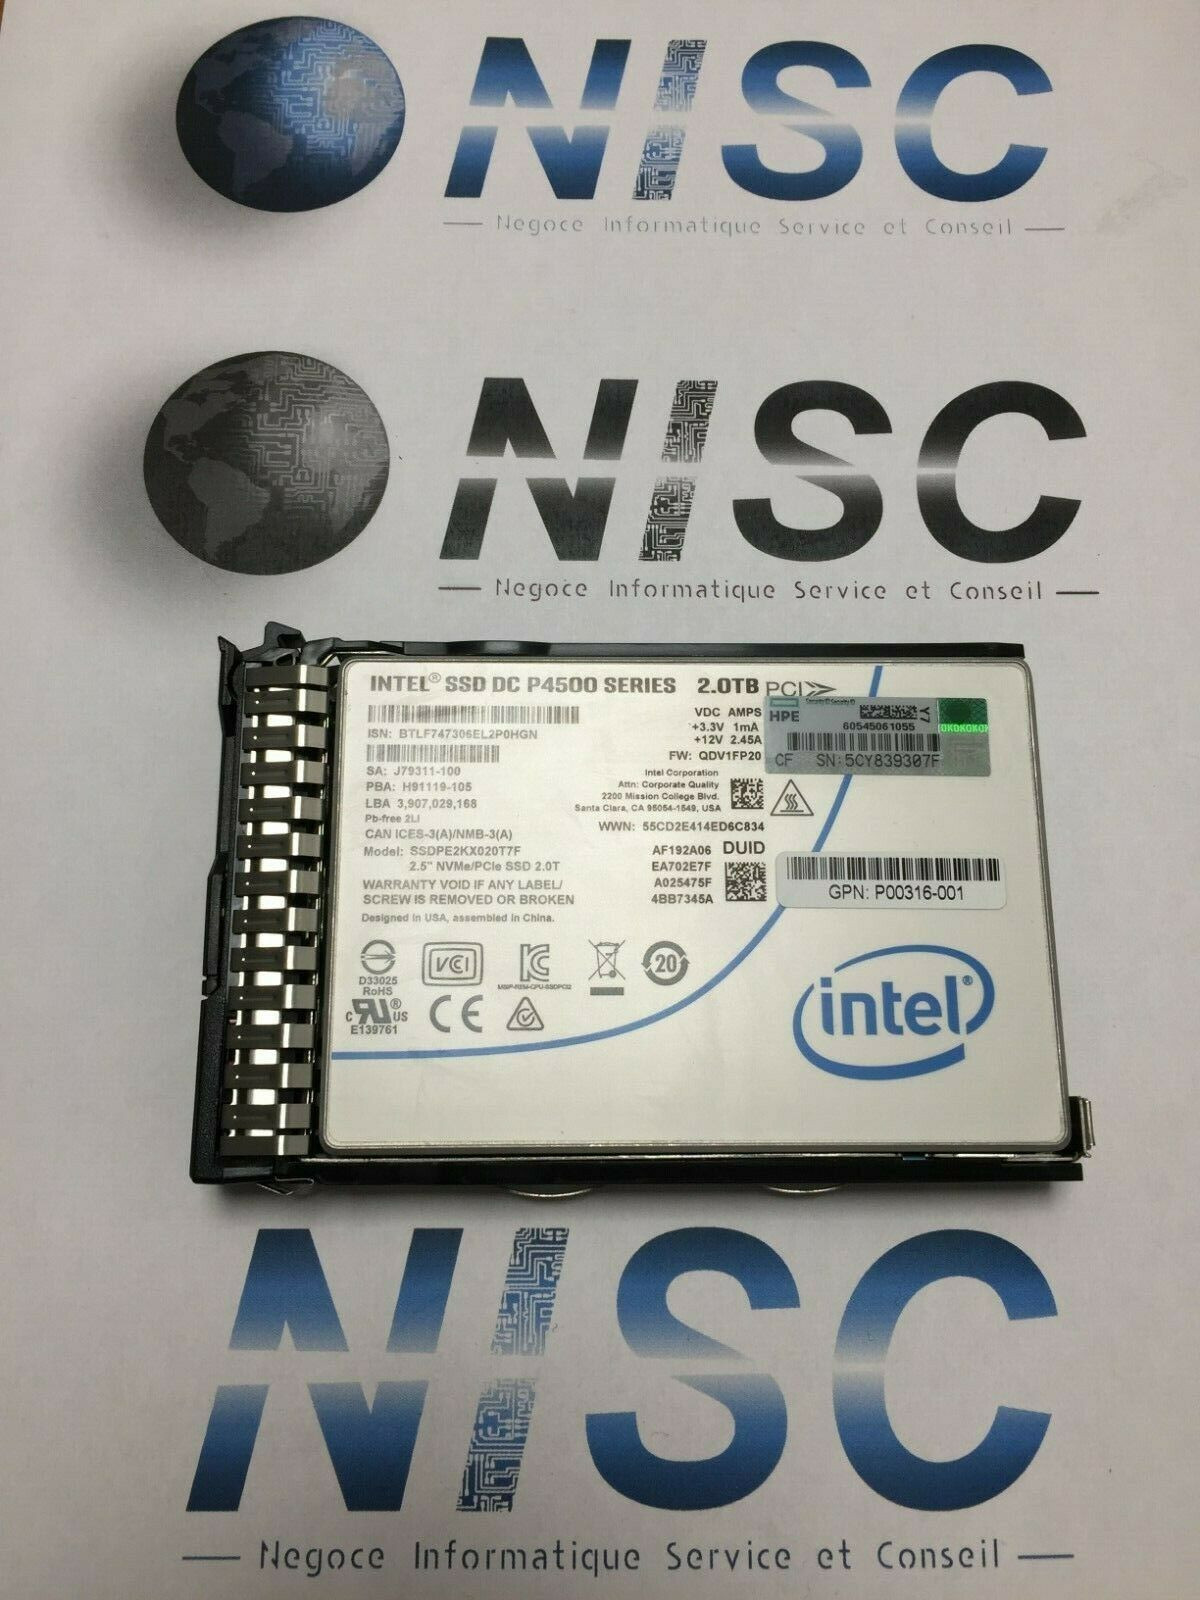 NISC
Negoce Informatique Service et Conseil
NISC
Negoce Informatique Service et Conseil
INTEL® SSD DC P4500 SERIES 2.0TB PCI
ISN: BTLF747306EL2P0HGN
SA: J79311-100
PBA: H91119-105
LBA 3,907,029,168
Pb-free 2LI
CAN ICES-3(A)/NMB-3(A)
Model: SSDPE2KX020T7F
2.5" NVMe/PCIe SSD 2.0T
WARRANTY VOID IF ANY LABEL/
SCREW IS REMOVED OR BROKEN
Designed in USA, assembled in China.
VDC AMPS
+3.3V 1mA
+12V 2.45A
FW: QDV1FP20
Intel Corporation
Attn: Corporate Quality
2200 Mission College Blvd.
Santa Clara, CA 95054-1549, USA
WWN: 55CD2E414ED6C834
AF192A06 DUID
EA702E7F
A025475F
4BB7345A
HPE
Y7
60545061055
OKOKOKOK
CF SN:5CY839307F
GPN: P00316-001
D33025
RoHS
VCI
20
C UL® US
E139761
CE
intel®
NISC
Negoce Informatique Service et Conseil